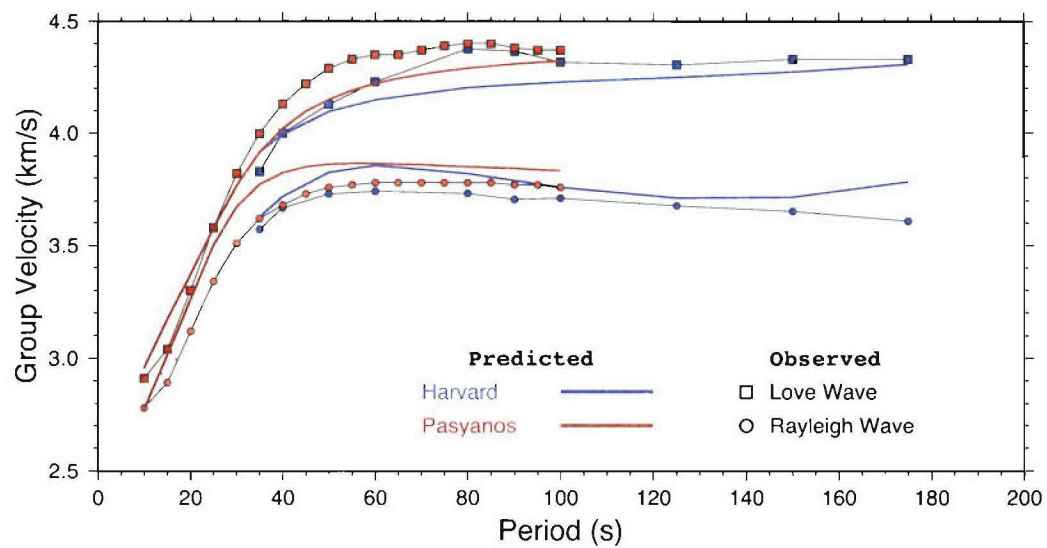 4.5
4.0
3.5
3.0
2.5
Group Velocity (km/s)
Predicted Observed
Harvard Love Wave
Pasyanos Rayleigh Wave
0 20 40 60 80 100 120 140 160 180 200
Period (s)